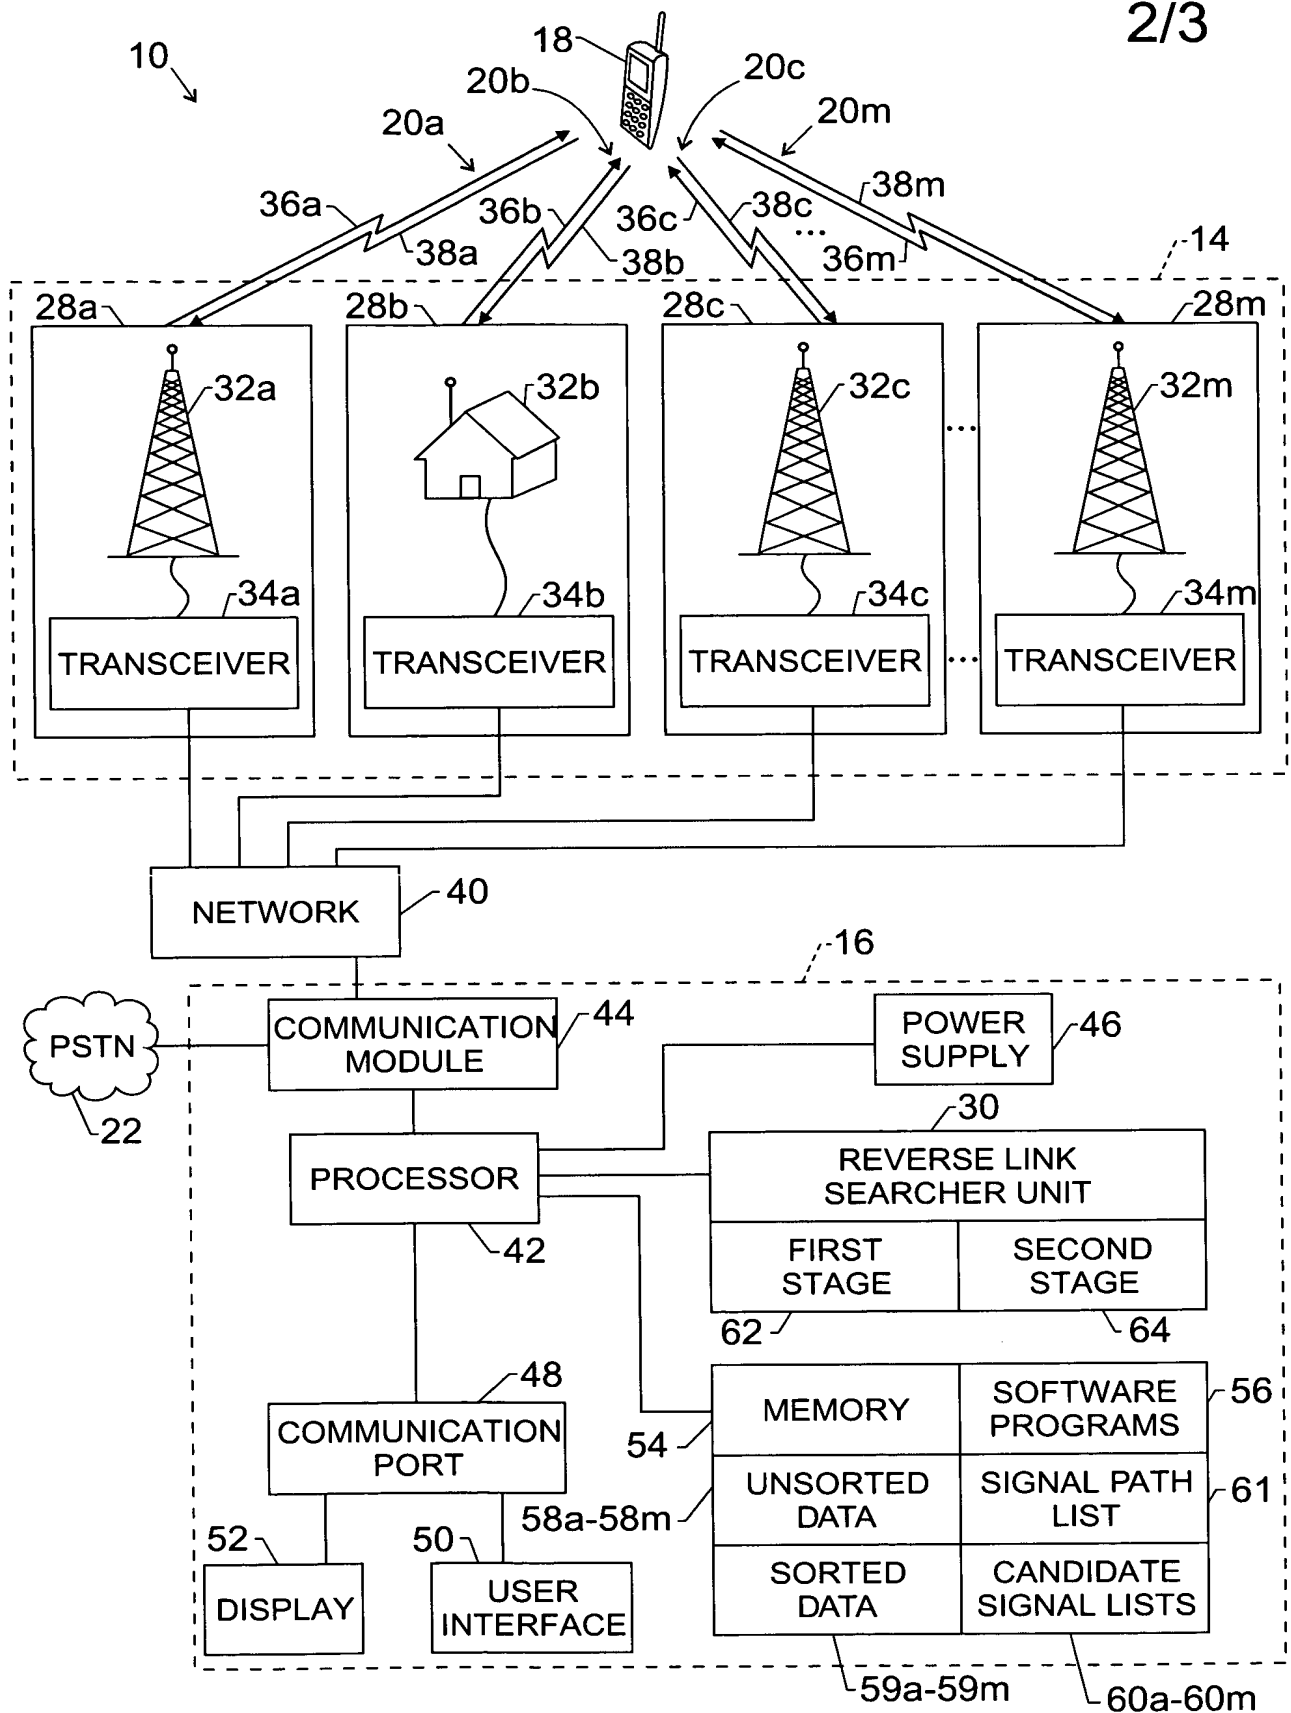 2/3
10
18
20b
20c
20a
20m
36a
38a
36b
38b
36c
38c
...
38m
36m
14
28a
28b
28c
28m
32a
32b
32c
32m
...
34a
34b
34c
34m
TRANSCEIVER
TRANSCEIVER
TRANSCEIVER
...
TRANSCEIVER
NETWORK
40
16
PSTN
22
COMMUNICATION
MODULE
44
POWER
SUPPLY
46
30
PROCESSOR
42
REVERSE LINK
SEARCHER UNIT
FIRST
STAGE
SECOND
STAGE
62
64
48
COMMUNICATION
PORT
MEMORY
54
SOFTWARE
PROGRAMS
56
UNSORTED
DATA
58a-58m
SIGNAL PATH
LIST
61
52
DISPLAY
50
USER
INTERFACE
SORTED
DATA
CANDIDATE
SIGNAL LISTS
59a-59m
60a-60m